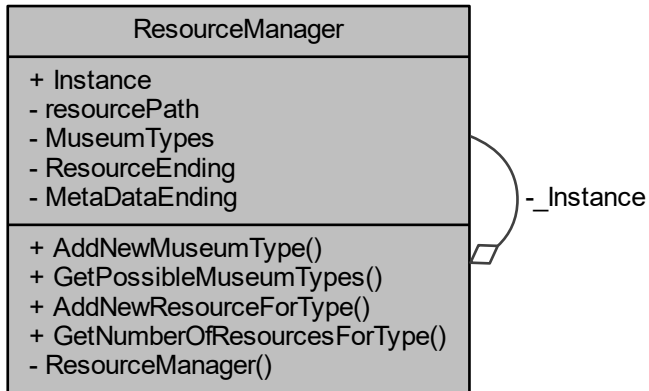 ResourceManager
+ Instance
- resourcePath
- MuseumTypes
- ResourceEnding
- MetaDataEnding
-_Instance
+ AddNewMuseumType()
+ GetPossibleMuseumTypes()
+ AddNewResourceForType()
+ GetNumberOfResourcesForType()
- ResourceManager()